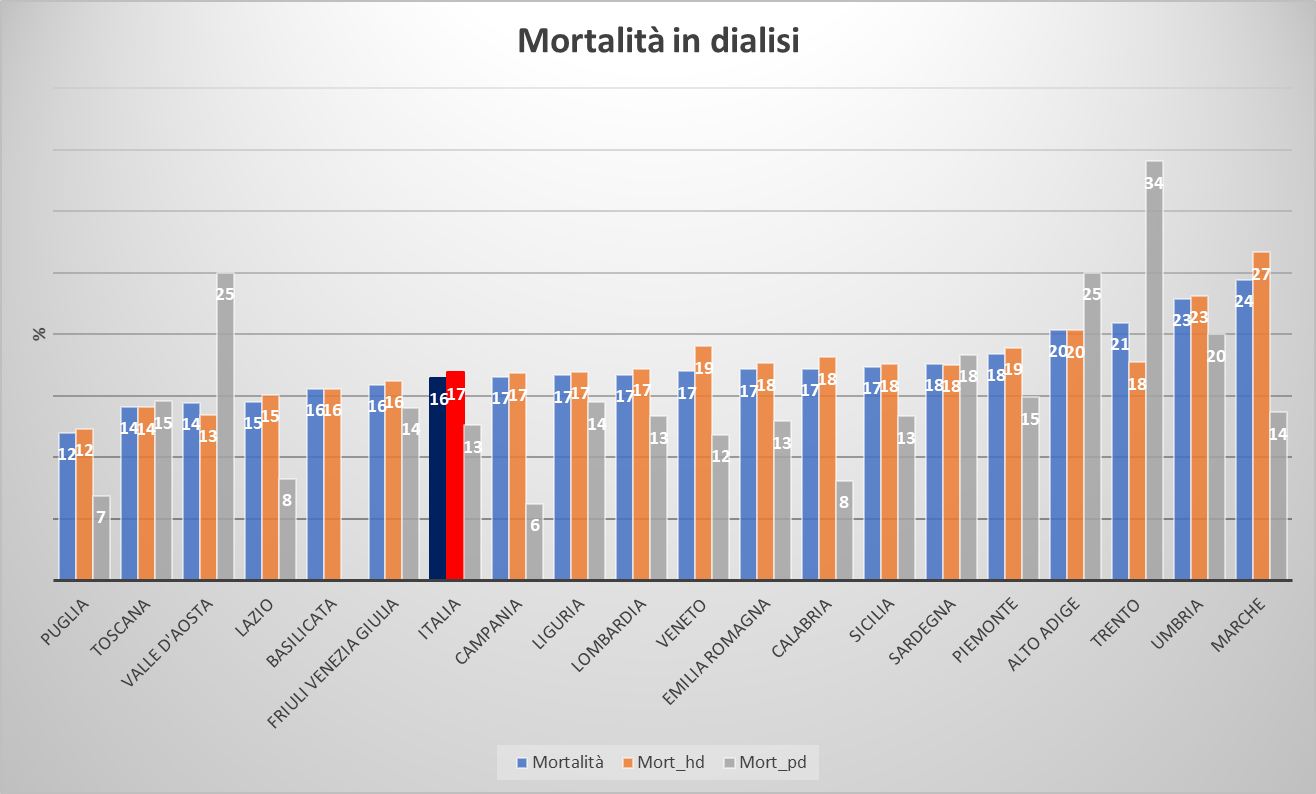 Mortalità in dialisi
%
12 12 7
14 14 15
14 13 25
15 15 8
16 16
16 16 14
16 17 13
17 17 6
17 17 14
17 17 13
17 19 12
17 18 13
17 18 8
17 18 13
18 18 18
18 19 15
20 20 25
21 18 34
23 23 20
24 27 14
PUGLIA
TOSCANA
VALLE D'AOSTA
LAZIO
BASILICATA
FRIULI VENEZIA GIULIA
ITALIA
CAMPANIA
LIGURIA
LOMBARDIA
VENETO
EMILIA ROMAGNA
CALABRIA
SICILIA
SARDEGNA
PIEMONTE
ALTO ADIGE
TRENTO
UMBRIA
MARCHE
Mortalità Mort_hd Mort_pd